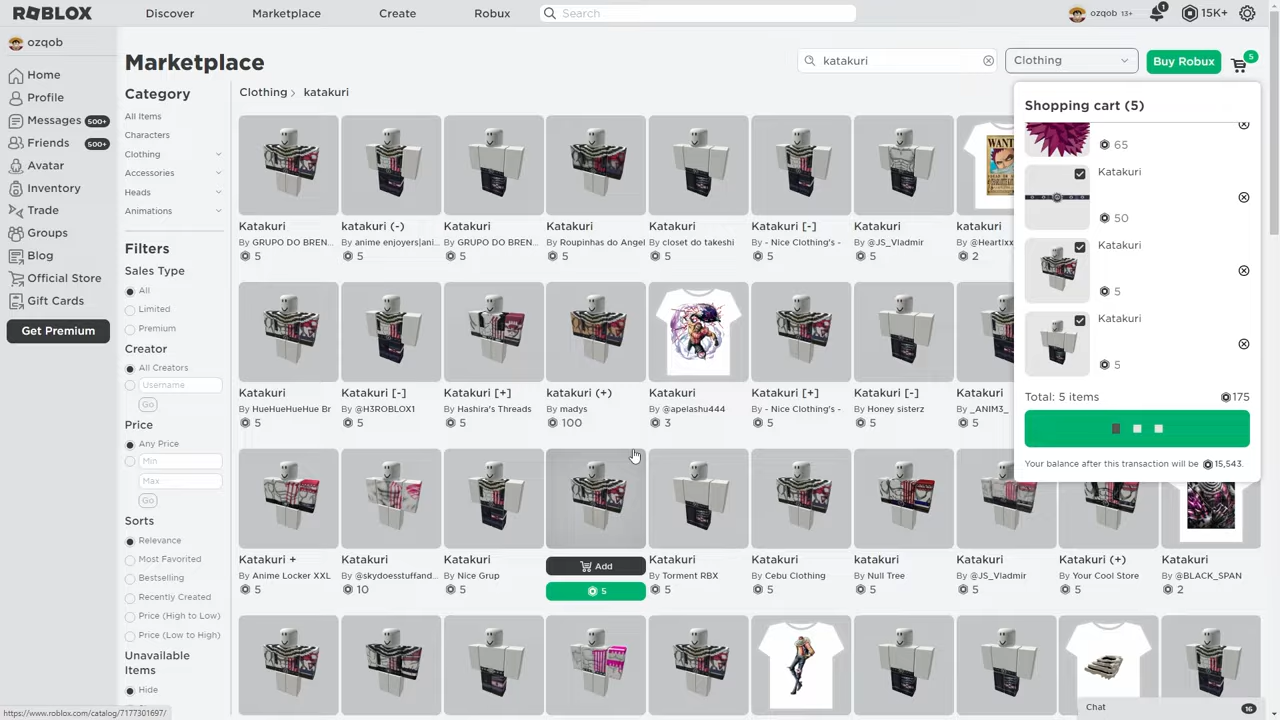 ROBLOX Discover Marketplace Create Robux Search ozqob 13+ 1 15K+
ozqob
Home
Profile
Messages 500+
Friends 500+
Avatar
Inventory
Trade
Groups
Blog
Official Store
Gift Cards
Get Premium
Marketplace
katakuri Clothing Buy Robux 5
Category
All Items
Characters
Clothing
Accessories
Heads
Animations
Filters
Sales Type
All
Limited
Premium
Creator
All Creators
Username
Go
Price
Any Price
Min
Max
Go
Sorts
Relevance
Most Favorited
Bestselling
Recently Created
Price (High to Low)
Price (Low to High)
Unavailable
Items
Hide
Clothing > katakuri
WANT
Katakuri katakuri (-) Katakuri Katakuri Katakuri Katakuri [-] Katakuri katakuri
By GRUPO DO BREN... By anime enjoyers|ani... By GRUPO DO BREN... By Roupinhas do Angel By closet do takeshi By - Nice Clothing's - By @JS_Vladmir By @Heartixx
5 5 5 5 5 5 5 2
Katakuri Katakuri [-] Katakuri [+] katakuri (+) Katakuri Katakuri [+] Katakuri [-] Katakuri
By HueHueHueHue Br By @H3ROBLOX1 By Hashira's Threads By madys By @apelashu444 By - Nice Clothing's - By Honey sisterz By _ANIM3_
5 5 5 100 3 5 5 5
Katakuri + Katakuri Katakuri Add Katakuri Katakuri katakuri Katakuri Katakuri (+) Katakuri
By Anime Locker XXL By @skydoesstuffand... By Nice Grup By Torment RBX By Cebu Clothing By Null Tree By @JS_Vladmir By Your Cool Store By @BLACK_SPAN
5 10 5 5 5 5 5 5 5 2
Shopping cart (5)
65
Katakuri
50
Katakuri
5
Katakuri
5
Total: 5 items 175
Your balance after this transaction will be 15,543.
Chat 16
https://www.roblox.com/catalog/7177301697/